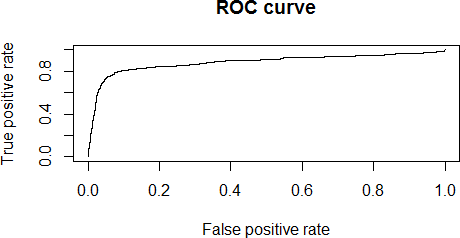 ROC curve
True positive rate
0.8
0.4
0.0
0.0 0.2 0.4 0.6 0.8 1.0
False positive rate